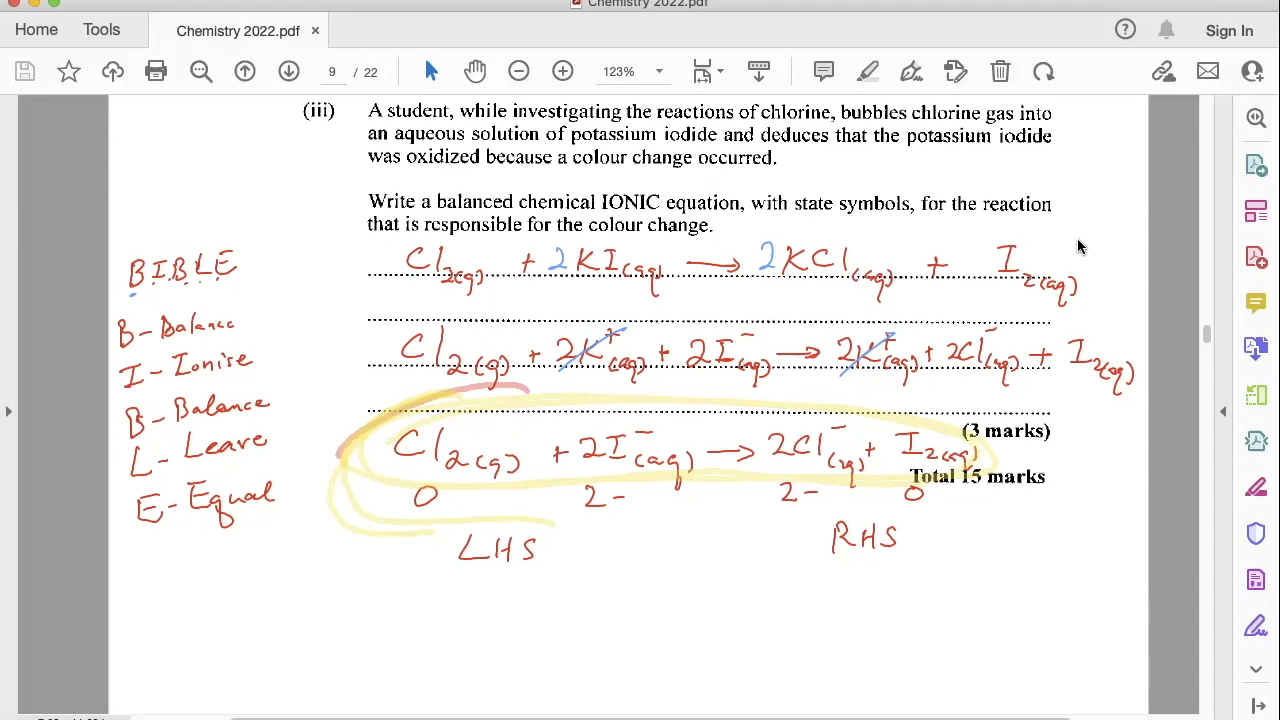 Chemistry 2022.pdf
Home Tools Chemistry 2022.pdf × Sign In
9 / 22 123%
(iii) A student, while investigating the reactions of chlorine, bubbles chlorine gas into
an aqueous solution of potassium iodide and deduces that the potassium iodide
was oxidized because a colour change occurred.
Write a balanced chemical IONIC equation, with state symbols, for the reaction
that is responsible for the colour change.
BIBLE
Cl₂(g) + 2KI(aq) → 2KCl(aq) + I₂(aq)
B - Balance
I - Ionise
Cl₂(g) + 2K⁺(aq) + 2I⁻(aq) → 2K⁺(aq) + 2Cl⁻(aq) + I₂(aq)
B - Balance
(3 marks)
L - Leave
Cl₂(g) + 2I⁻(aq) → 2Cl⁻(aq) + I₂(aq)
Total 15 marks
E - Equal
0 2- 2- 0
LHS RHS